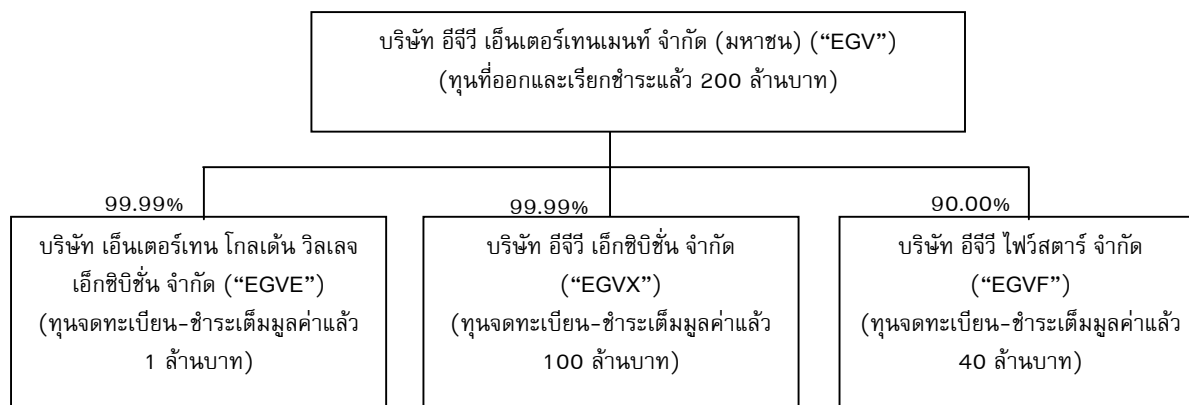 บริษัท อีจีวี เอ็นเตอร์เทนเมนท์ จำกัด (มหาชน) (“EGV”)
(ทุนที่ออกและเรียกชำระแล้ว 200 ล้านบาท)
99.99%
บริษัท เอ็นเตอร์เทน โกลเด้น วิลเลจ
เอ็กซิบิชั่น จำกัด (“EGVE”)
(ทุนจดทะเบียน-ชำระเต็มมูลค่าแล้ว
1 ล้านบาท)
99.99%
บริษัท อีจีวี เอ็กซิบิชั่น จำกัด
(“EGVX”)
(ทุนจดทะเบียน-ชำระเต็มมูลค่าแล้ว
100 ล้านบาท)
90.00%
บริษัท อีจีวี ไฟว์สตาร์ จำกัด
(“EGVF”)
(ทุนจดทะเบียน-ชำระเต็มมูลค่าแล้ว
40 ล้านบาท)